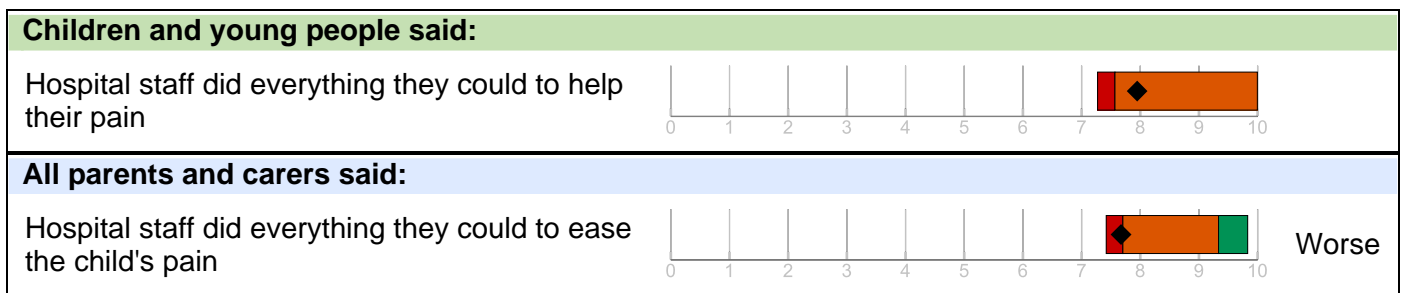 Children and young people said:
Hospital staff did everything they could to help
their pain
0 1 2 3 4 5 6 7 8 9 10
All parents and carers said:
Hospital staff did everything they could to ease
the child's pain
0 1 2 3 4 5 6 7 8 9 10
Worse